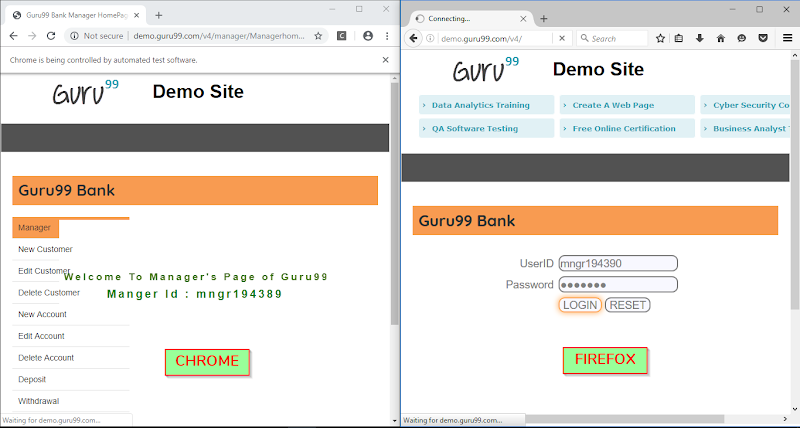 Guru99 Bank Manager HomePag
Not secure | demo.guru99.com/v4/manager/Managerhom...
Chrome is being controlled by automated test software.
Guru99
Demo Site
Guru99 Bank
Manager
New Customer
Edit Customer
Welcome To Manager's Page of Guru99
Delete Customer
Manger Id : mngr194389
New Account
Edit Account
Delete Account
CHROME
Deposit
Withdrawal
Waiting for demo.guru99.com...
Connecting...
demo.guru99.com/v4/
Search
Guru99
Demo Site
Data Analytics Training
Create A Web Page
Cyber Security Co
QA Software Testing
Free Online Certification
Business Analyst T
Guru99 Bank
UserID mngr194390
Password •••••••
LOGIN RESET
FIREFOX
Waiting for demo.guru99.com...